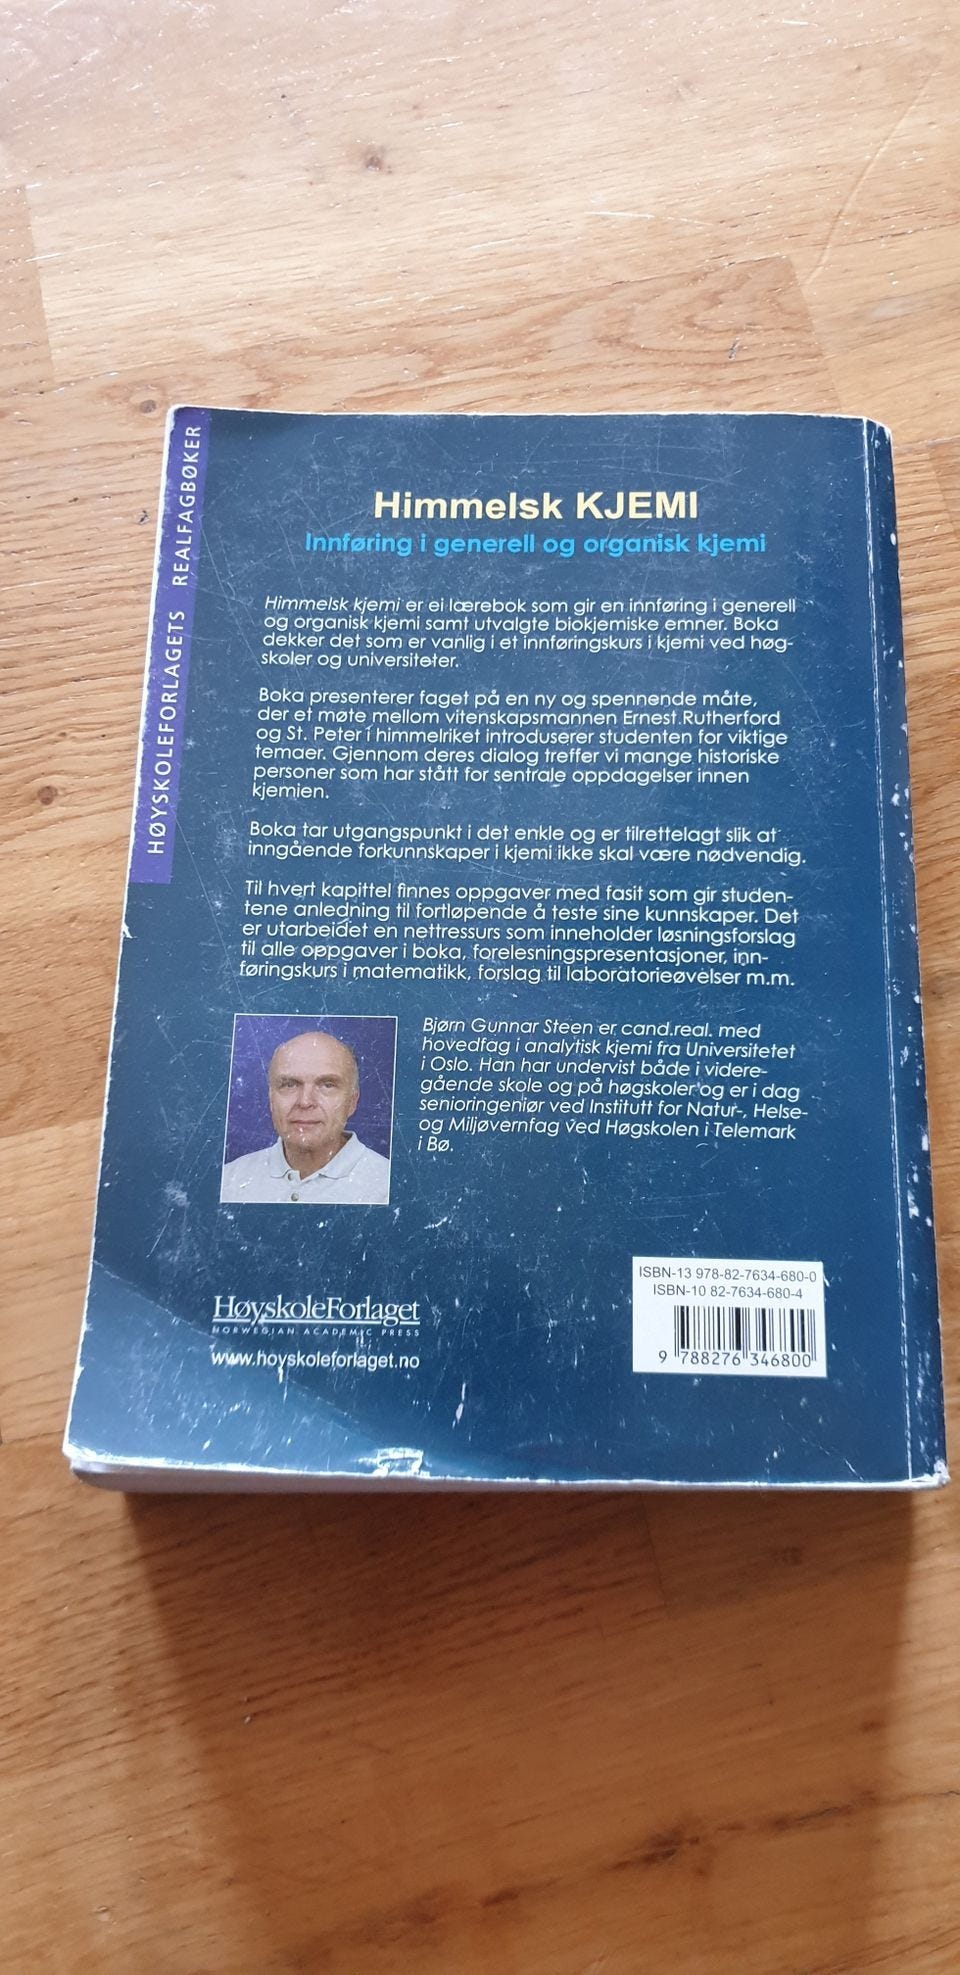 HØYSKOLEFORLAGETS REALFAGBØKER
Himmelsk KJEMI
Innføring i generell og organisk kjemi
Himmelsk kjemi er ei lærebok som gir en innføring i generell
og organisk kjemi samt utvalgte biokjemiske emner. Boka
dekker det som er vanlig i et innføringskurs i kjemi ved høg-
skoler og universiteter.
Boka presenterer faget på en ny og spennende måte,
der et møte mellom vitenskapsmannen Ernest Rutherford
og St. Peter i himmelriket introduserer studenten for viktige
temaer. Gjennom deres dialog treffer vi mange historiske
personer som har stått for sentrale oppdagelser innen
kjemien.
Boka tar utgangspunkt i det enkle og er tilrettelagt slik at
inngående forkunnskaper i kjemi ikke skal være nødvendig.
Til hvert kapittel finnes oppgaver med fasit som gir studen-
tene anledning til fortløpende å teste sine kunnskaper. Det
er utarbeidet en nettressurs som inneholder løsningsforslag
til alle oppgaver i boka, forelesningspresentasjoner, inn-
føringskurs i matematikk, forslag til laboratorieøvelser m.m.
Bjørn Gunnar Steen er cand.real. med
hovedfag i analytisk kjemi fra Universitetet
i Oslo. Han har undervist både i videre-
gående skole og på høgskoler og er i dag
senioringeniør ved Institutt for Natur-, Helse-
og Miljøvernfag ved Høgskolen i Telemark
i Bø.
HøyskoleForlaget
NORWEGIAN ACADEMIC PRESS
www.hoyskoleforlaget.no
ISBN-13 978-82-7634-680-0
ISBN-10 82-7634-680-4
9 788276 346800